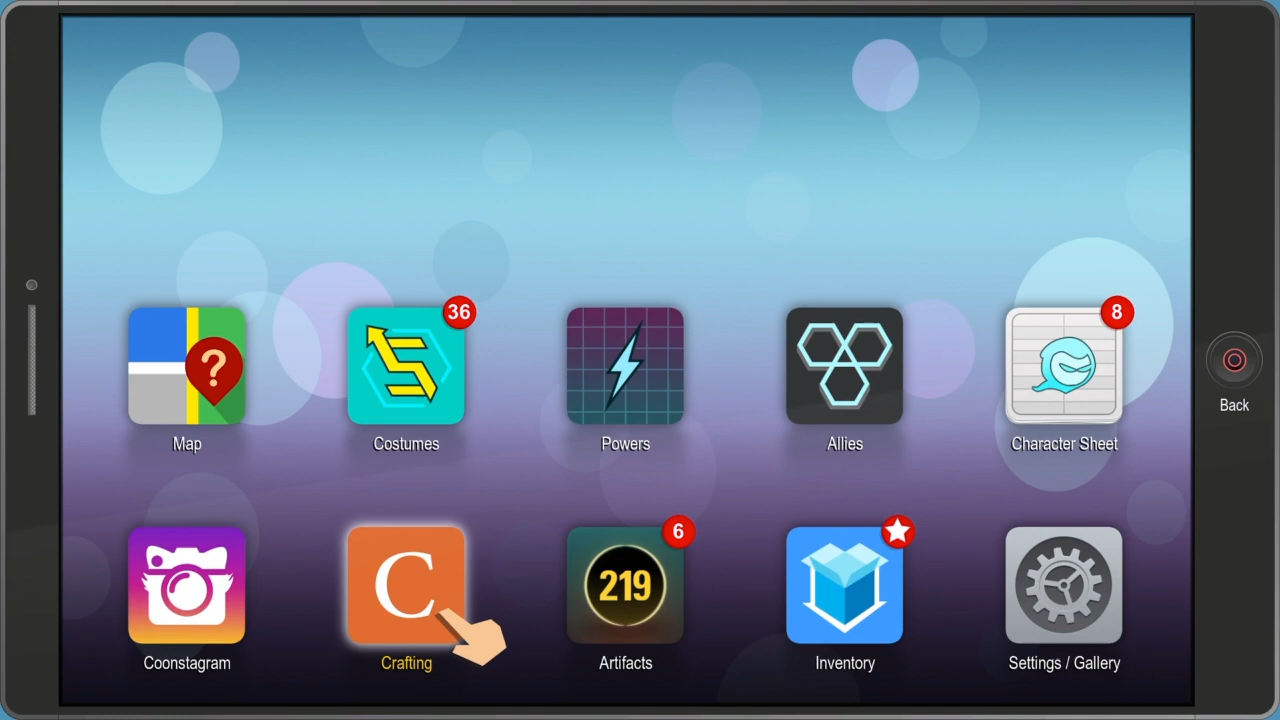 36
8
?
Map
Costumes
Powers
Allies
Character Sheet
Back
6
C
219
Coonstagram
Crafting
Artifacts
Inventory
Settings / Gallery